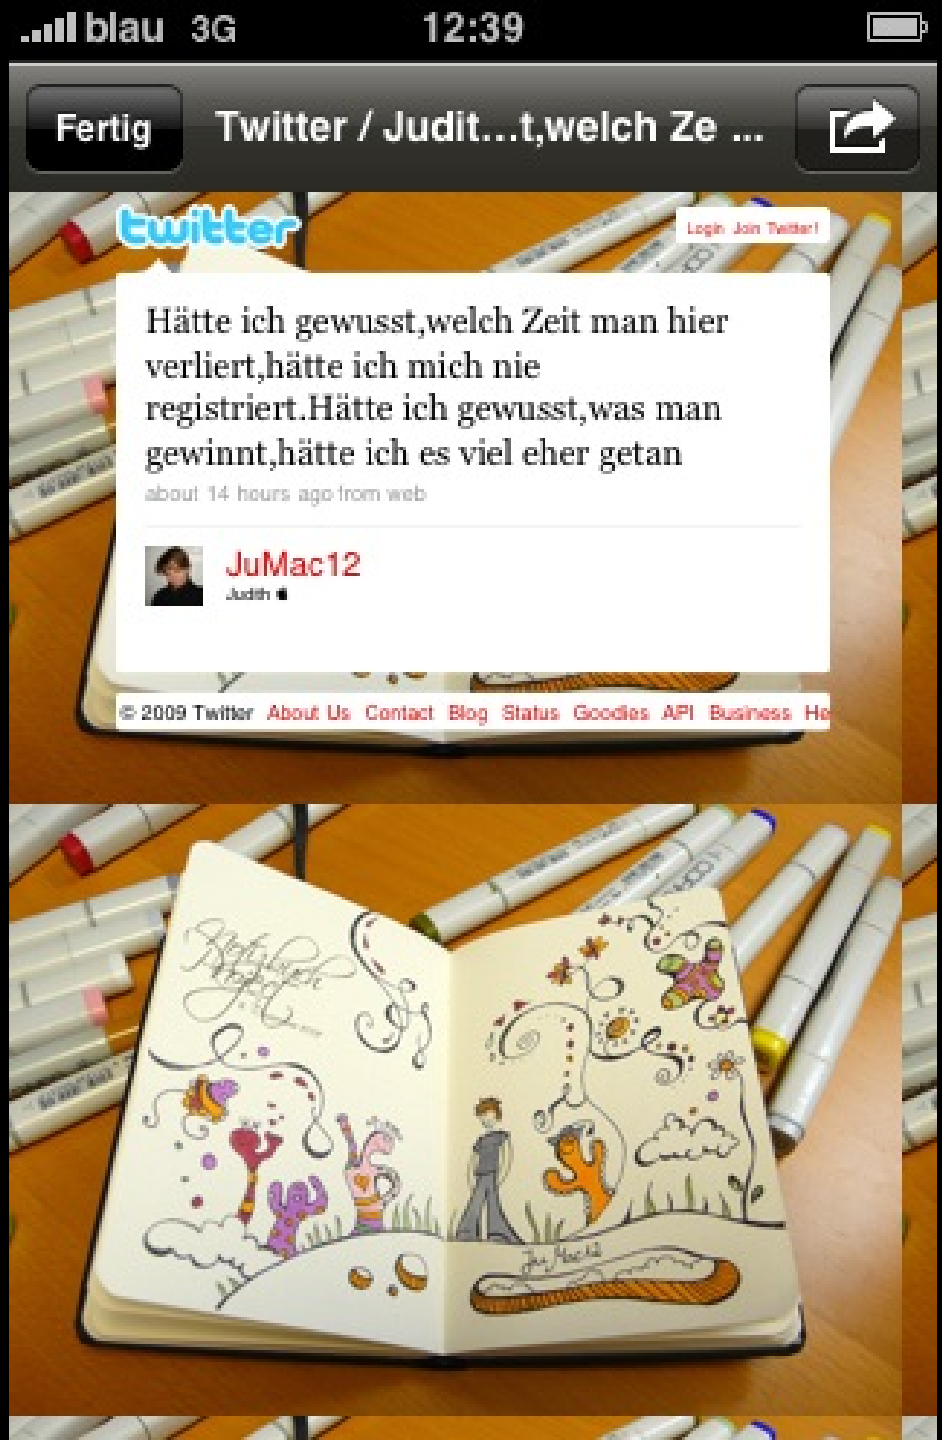 blau 3G 12:39
Fertig Twitter / Judit...t,welch Ze ...
twitter
Login Join Twitter!
Hätte ich gewusst,welch Zeit man hier
verliert,hätte ich mich nie
registriert.Hätte ich gewusst,was man
gewinnt,hätte ich es viel eher getan
about 14 hours ago from web
JuMac12
Judith
© 2009 Twitter About Us Contact Blog Status Goodies API Business He
JuMac12